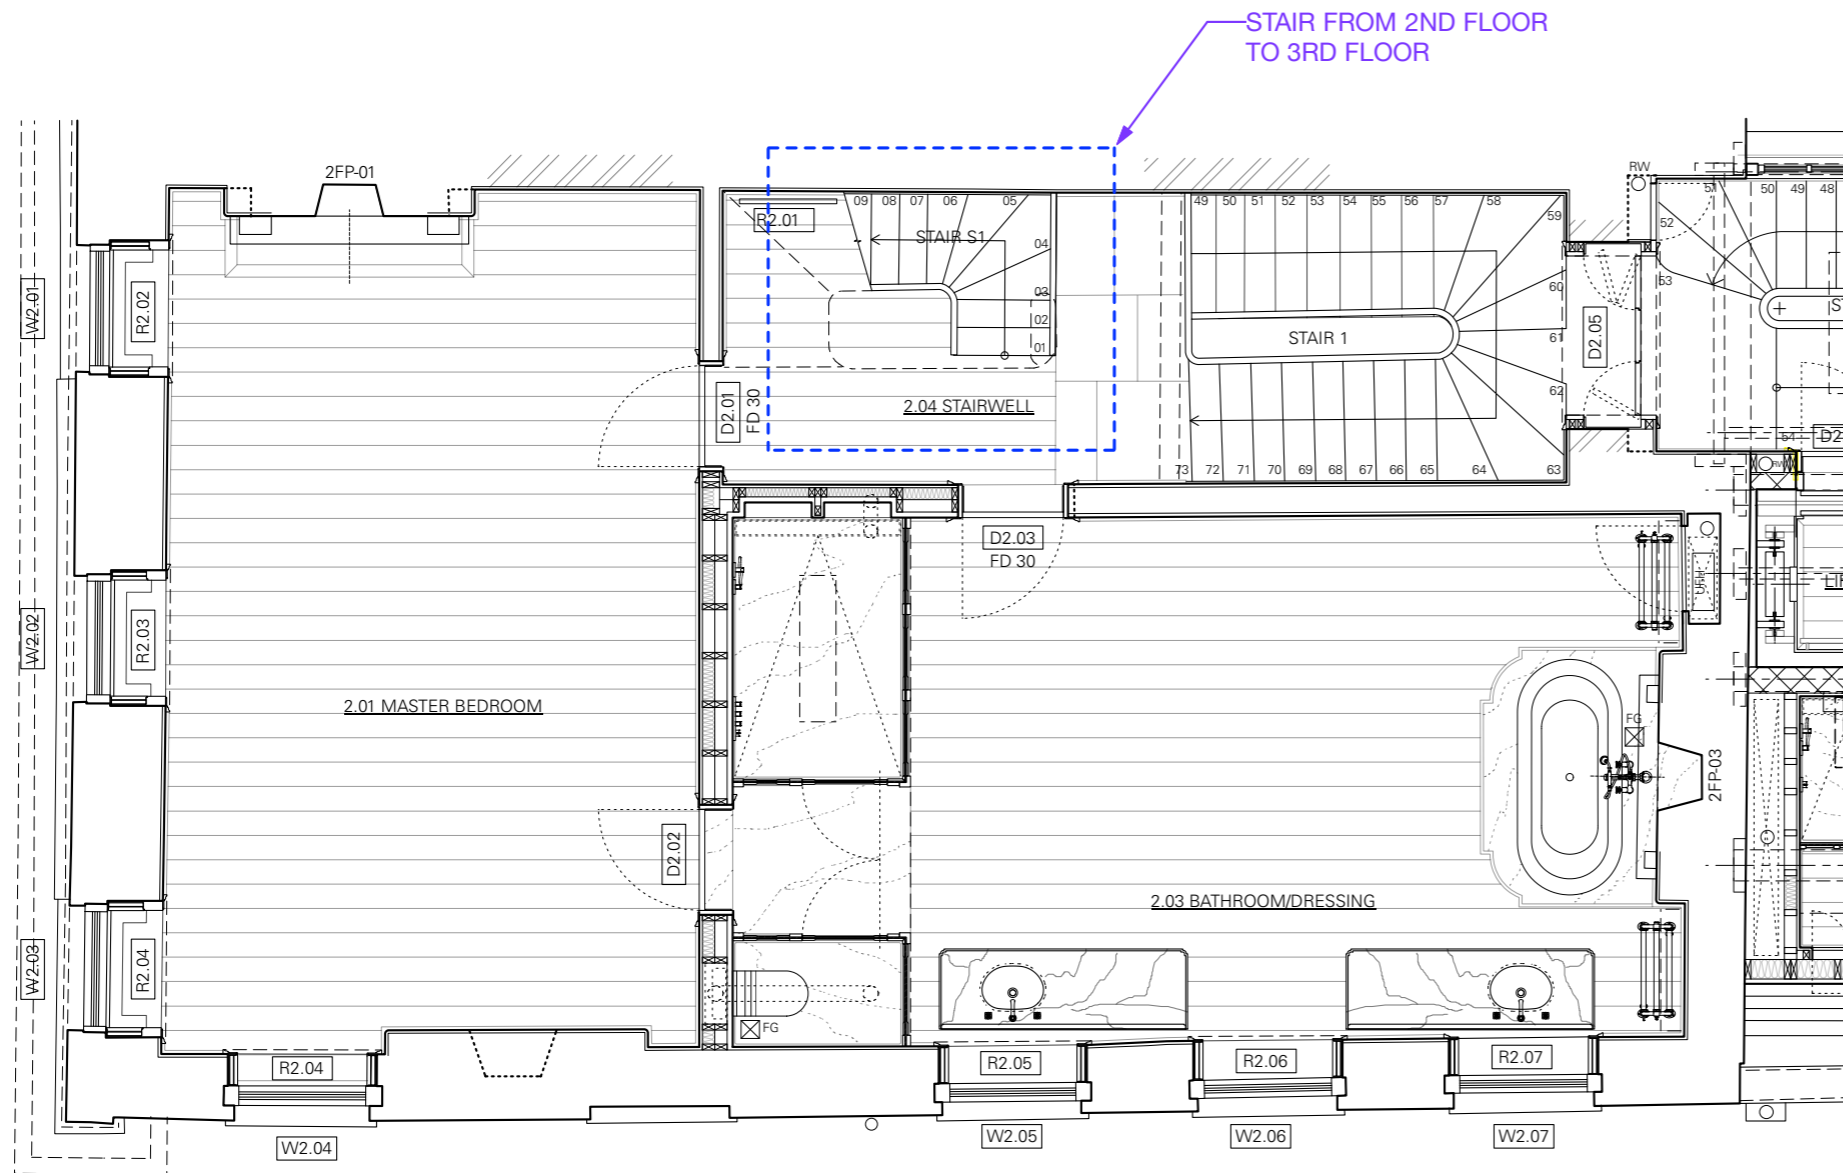 STAIR FROM 2ND FLOOR
TO 3RD FLOOR
2FP-01
RW
R2.01
09 08 07 06 05
STAIR S1
04
03
02
01
49 50 51 52 53 54 55 56 57 58
59
60
61
62
STAIR 1
73 72 71 70 69 68 67 66 65 64 63
51 50 49 48
52
53
54
D2.05
W2.01
R2.02
D2.01
FD 30
2.04 STAIRWELL
RW
D2.03
FD 30
UFH
W2.02
R2.03
2.01 MASTER BEDROOM
FG
2FP-03
D2.02
2.03 BATHROOM/DRESSING
W2.03
R2.04
FG
R2.04
R2.05
R2.06
R2.07
W2.04
W2.05
W2.06
W2.07